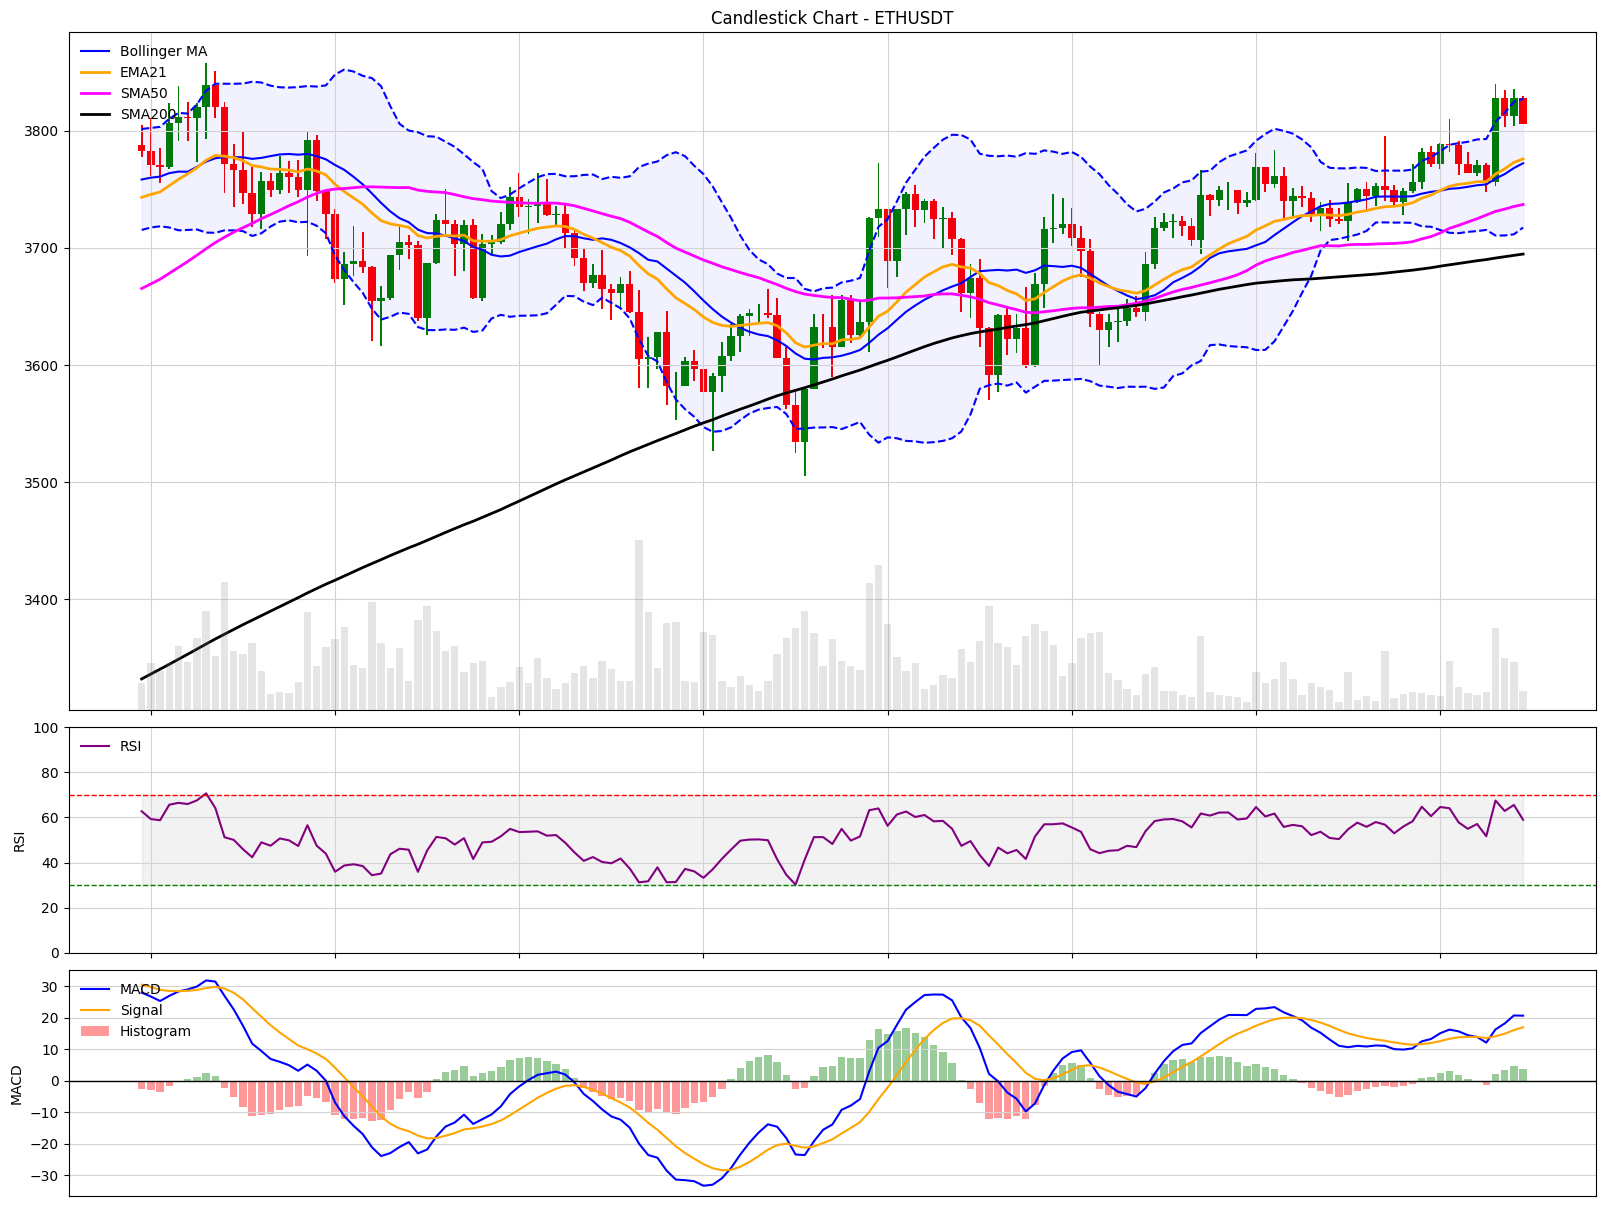 Candlestick Chart - ETHUSDT
Bollinger MA
EMA21
SMA50
SMA200
3800
3700
3600
3500
3400
RSI
100
80
60
40
20
0
RSI
MACD
Signal
Histogram
30
20
10
0
−10
−20
−30
MACD